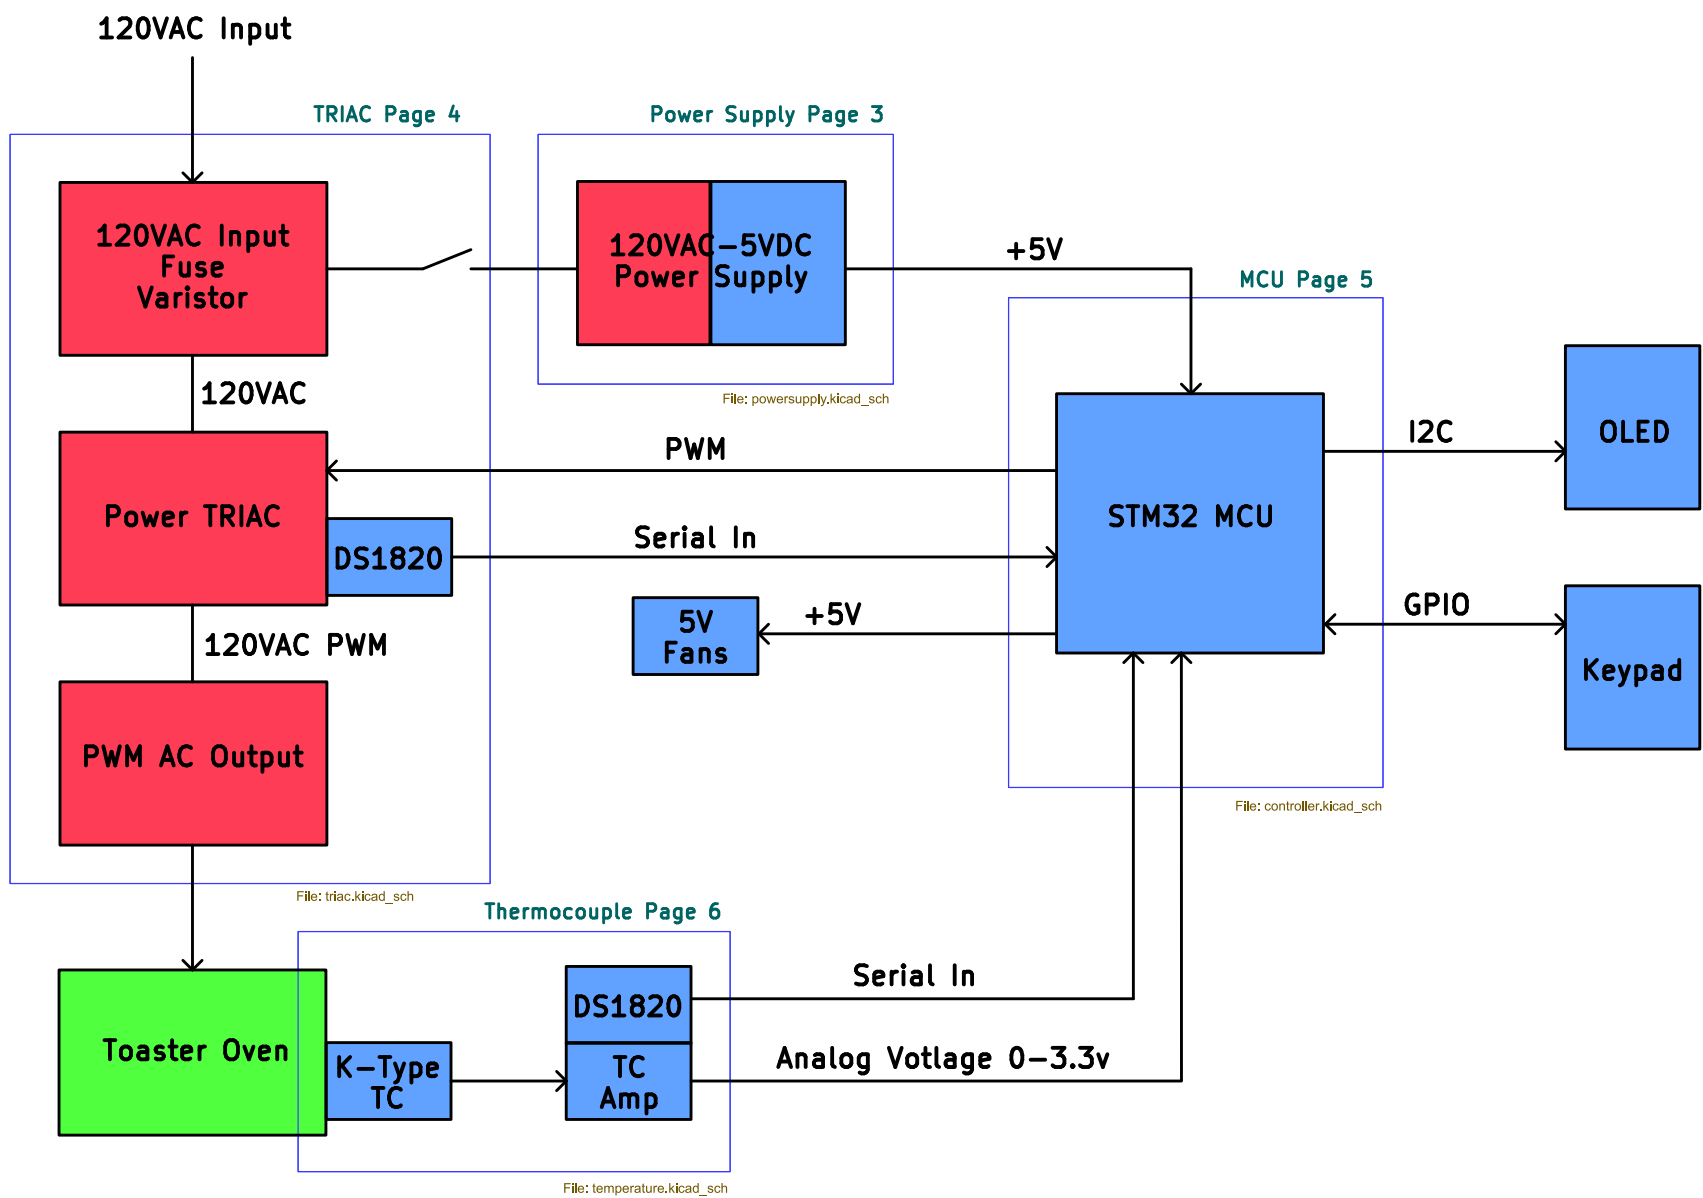 120VAC Input
TRIAC Page 4
Power Supply Page 3
120VAC Input
Fuse
Varistor
120VAC-5VDC
Power Supply
+5V
MCU Page 5
File: powersupply.kicad_sch
120VAC
PWM
I2C
OLED
Power TRIAC
DS1820
Serial In
STM32 MCU
5V
Fans
+5V
GPIO
Keypad
120VAC PWM
PWM AC Output
File: controller.kicad_sch
File: triac.kicad_sch
Thermocouple Page 6
Toaster Oven
K-Type
TC
DS1820
TC
Amp
Serial In
Analog Votlage 0-3.3v
File: temperature.kicad_sch